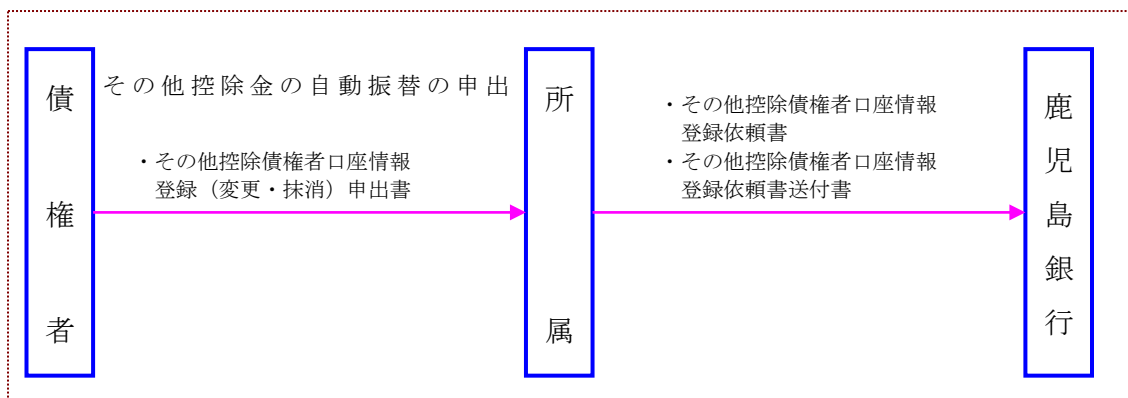 債権者
その他控除金の自動振替の申出
・その他控除債権者口座情報
登録（変更・抹消）申出書
所属
・その他控除債権者口座情報
登録依頼書
・その他控除債権者口座情報
登録依頼書送付書
鹿児島銀行